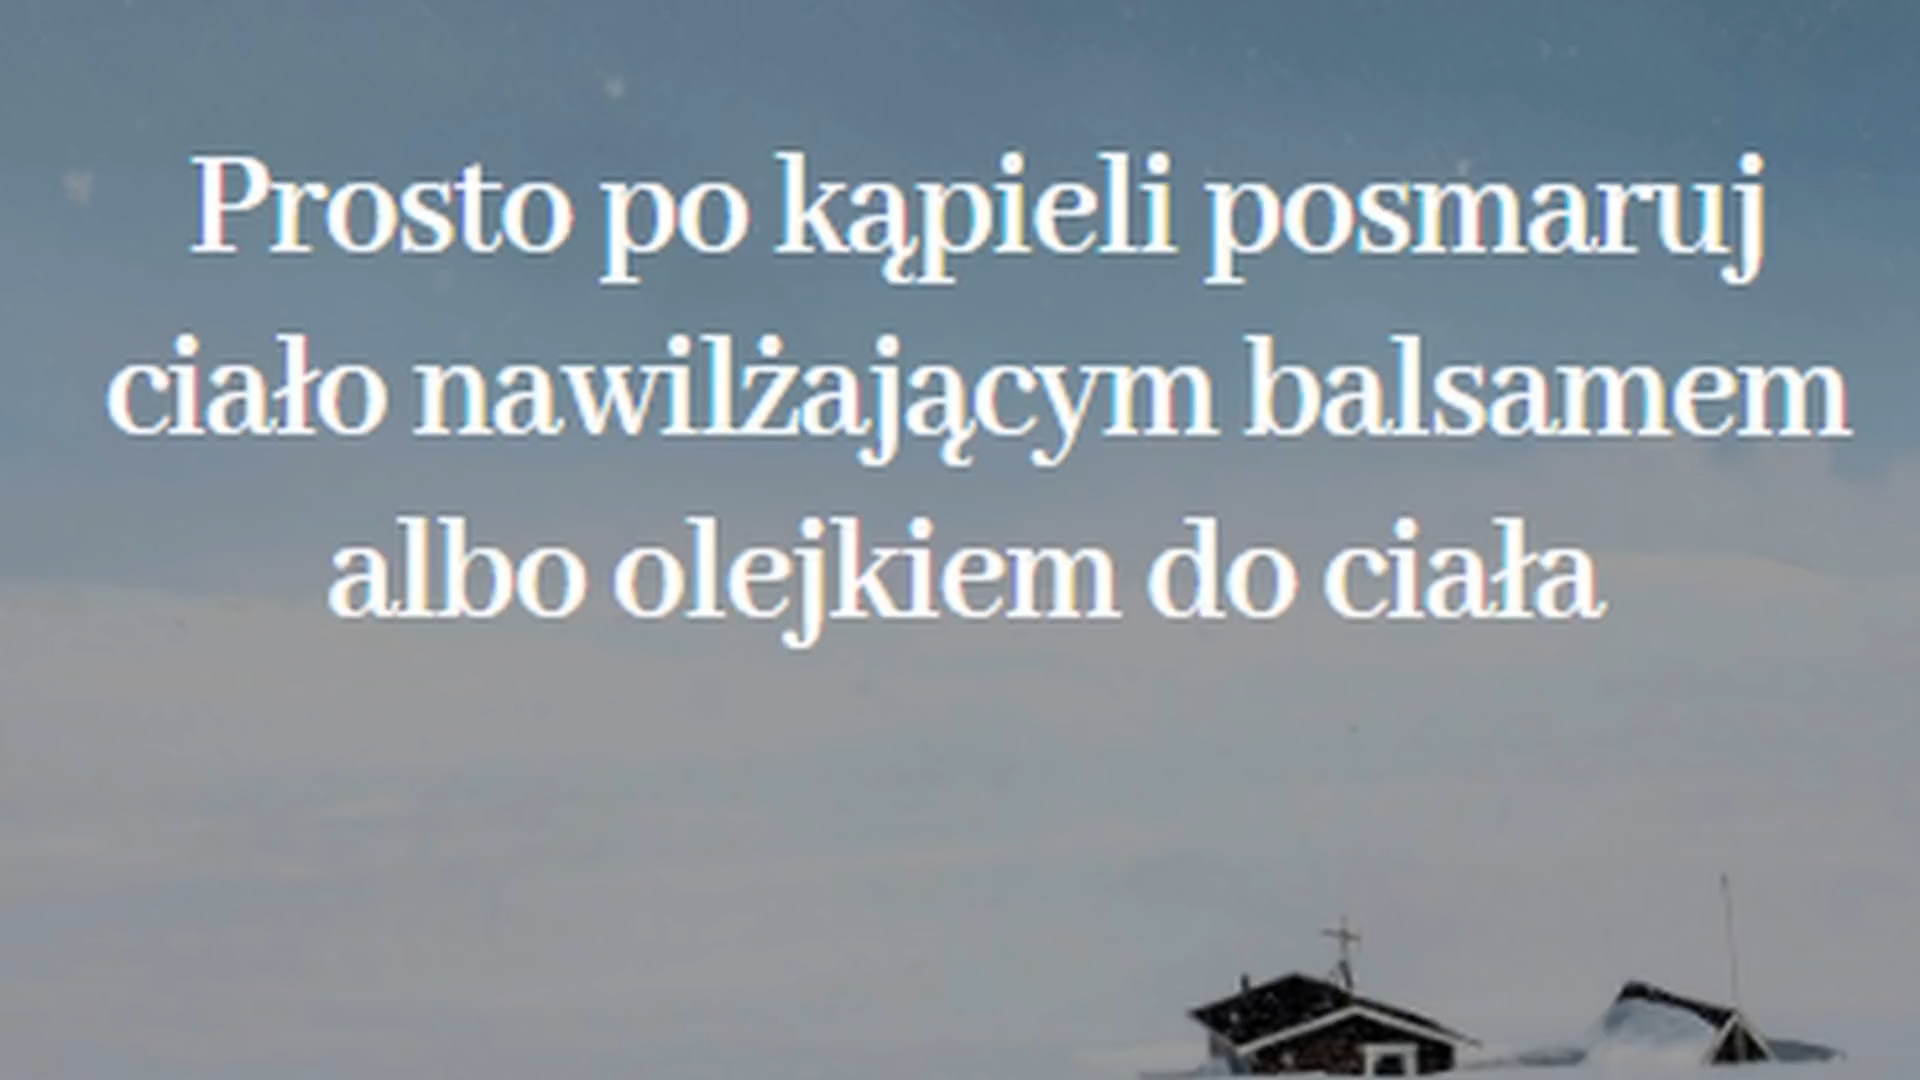 Prosto po kąpieli posmaruj
ciało nawilżającym balsamem
albo olejkiem do ciała